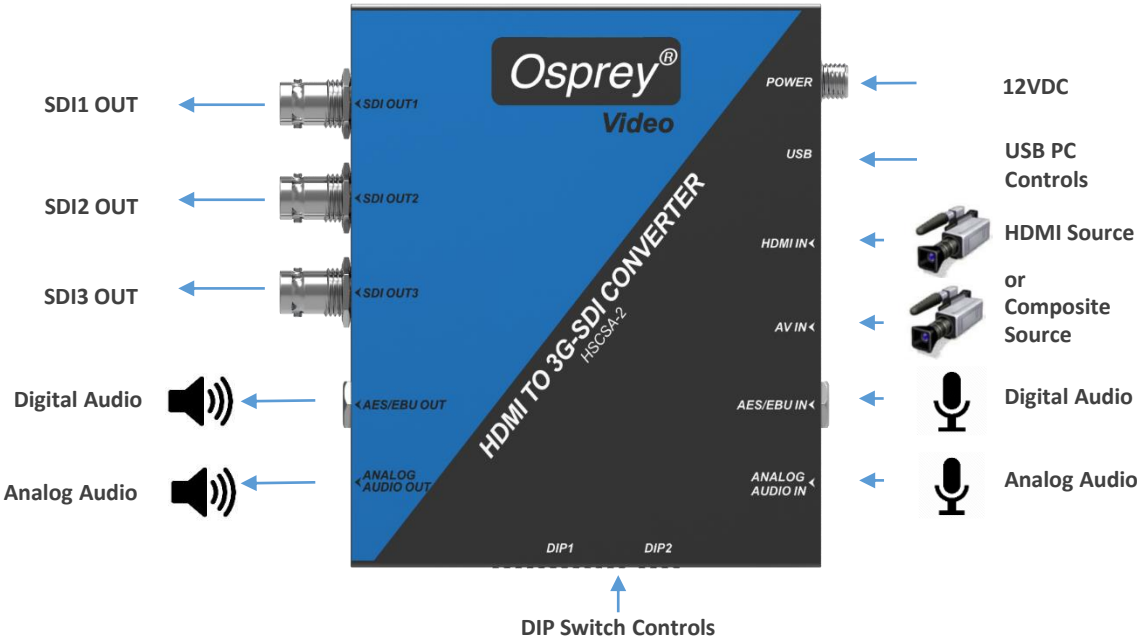 Osprey®
Video
SDI1 OUT
SDI2 OUT
SDI3 OUT
Digital Audio
Analog Audio
<SDI OUT1
<SDI OUT2
<SDI OUT3
<AES/EBU OUT
<ANALOG
AUDIO OUT
HDMI TO 3G-SDI CONVERTER
HSCSA-2
POWER
USB
HDMI IN<
AV IN<
AES/EBU IN<
ANALOG
AUDIO IN<
DIP1
DIP2
12VDC
USB PC
Controls
HDMI Source
or
Composite
Source
Digital Audio
Analog Audio
DIP Switch Controls